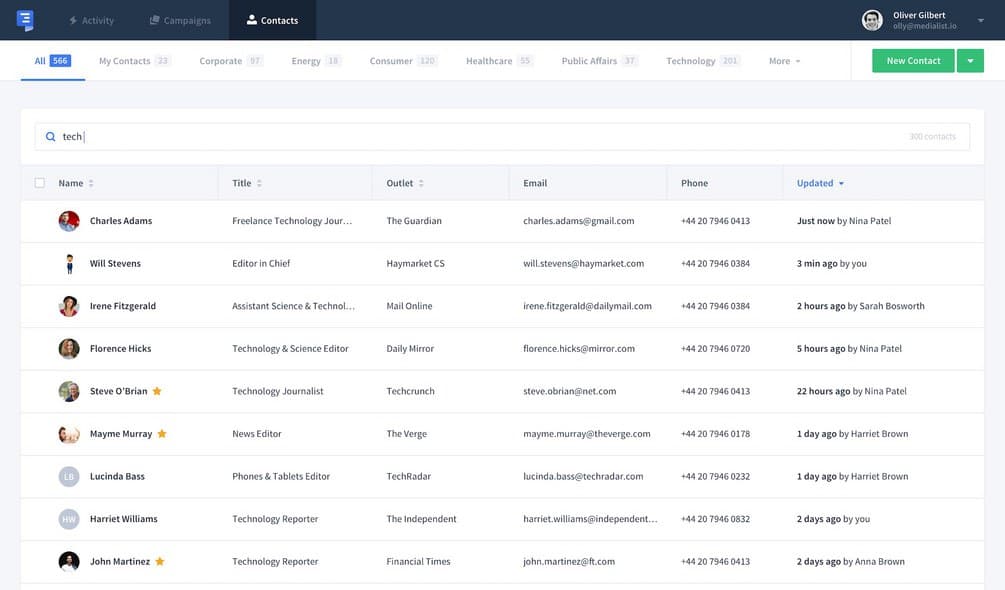 Activity Campaigns Contacts Oliver Gilbert
olly@medialist.io
All 566 My Contacts 23 Corporate 97 Energy 18 Consumer 120 Healthcare 55 Public Affairs 37 Technology 201 More New Contact
tech 300 contacts
Name Title Outlet Email Phone Updated
Charles Adams Freelance Technology Jour... The Guardian charles.adams@gmail.com +44 20 7946 0413 Just now by Nina Patel
Will Stevens Editor in Chief Haymarket CS will.stevens@haymarket.com +44 20 7946 0384 3 min ago by you
Irene Fitzgerald Assistant Science & Technol... Mail Online irene.fitzgerald@dailymail.com +44 20 7946 0384 2 hours ago by Sarah Bosworth
Florence Hicks Technology & Science Editor Daily Mirror florence.hicks@mirror.com +44 20 7946 0720 5 hours ago by Nina Patel
Steve O'Brian Technology Journalist Techcrunch steve.obrian@net.com +44 20 7946 0413 22 hours ago by Nina Patel
Mayme Murray News Editor The Verge mayme.murray@theverge.com +44 20 7946 0178 1 day ago by Harriet Brown
LB Lucinda Bass Phones & Tablets Editor TechRadar lucinda.bass@techradar.com +44 20 7946 0232 1 day ago by Harriet Brown
HW Harriet Williams Technology Reporter The Independent harriet.williams@independent... +44 20 7946 0832 2 days ago by you
John Martinez Technology Reporter Financial Times john.martinez@ft.com +44 20 7946 0413 2 days ago by Anna Brown